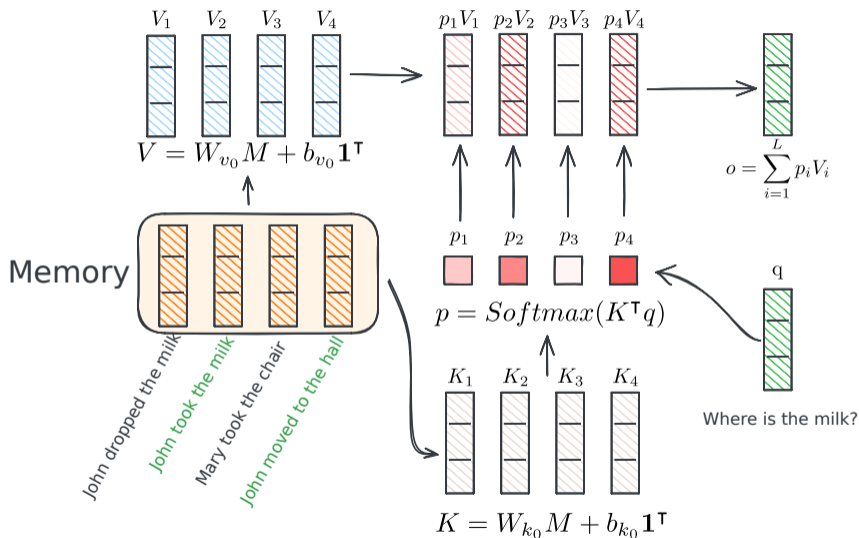 V₁ V₂ V₃ V₄
p₁V₁ p₂V₂ p₃V₃ p₄V₄
V = W_{v₀}M + b_{v₀}𝟏ᵀ
o = ∑_{i=1}^{L} pᵢVᵢ
Memory
p₁ p₂ p₃ p₄
q
p = Softmax(Kᵀq)
John dropped the milk
John took the milk
Mary took the chair
John moved to the hall
K₁ K₂ K₃ K₄
Where is the milk?
K = W_{k₀}M + b_{k₀}𝟏ᵀ